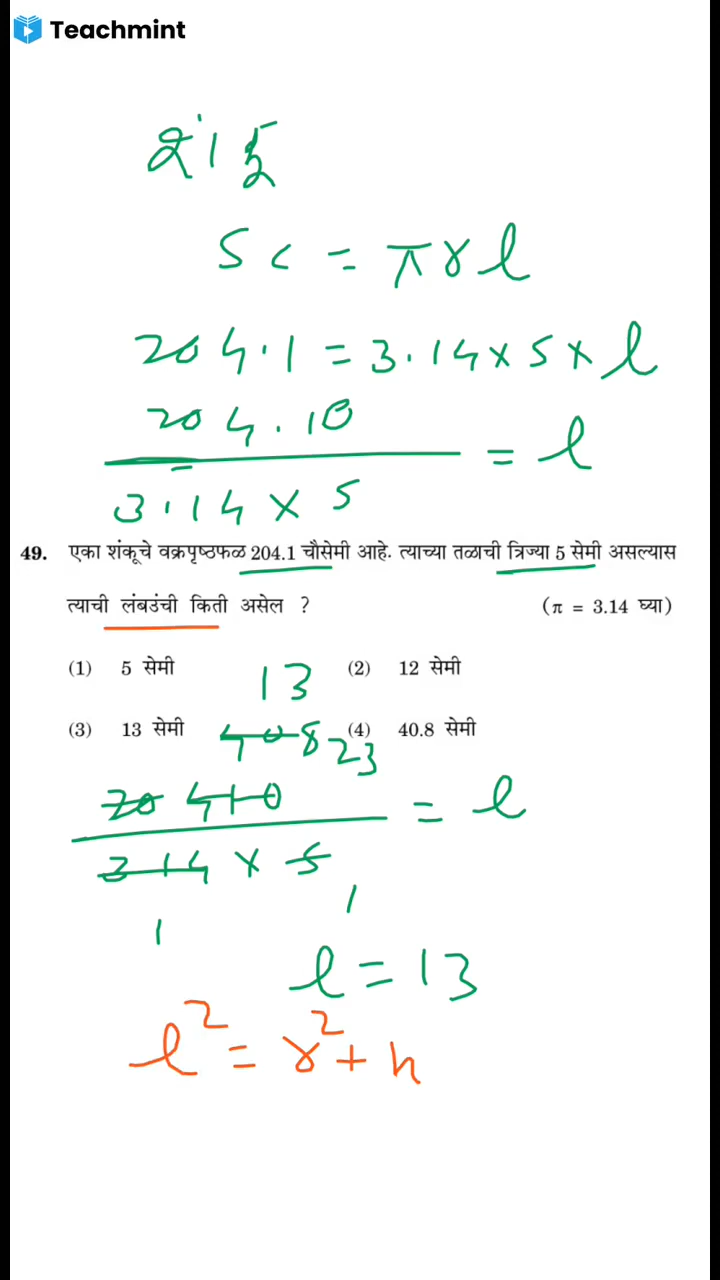 Teachmint
शंकू
Sc = πrl
204.1 = 3.14 × 5 × l
204.10
= l
3.14 × 5
49. एका शंकूचे वक्रपृष्ठफळ 204.1 चौसेमी आहे. त्याच्या तळाची त्रिज्या 5 सेमी असल्यास
त्याची लंबउंची किती असेल ? (π = 3.14 घ्या)
(1) 5 सेमी (2) 12 सेमी
13
(3) 13 सेमी (4) 40.8 सेमी
4082
13
20410 = l
314 × 5
1 1
l = 13
l² = r² + h